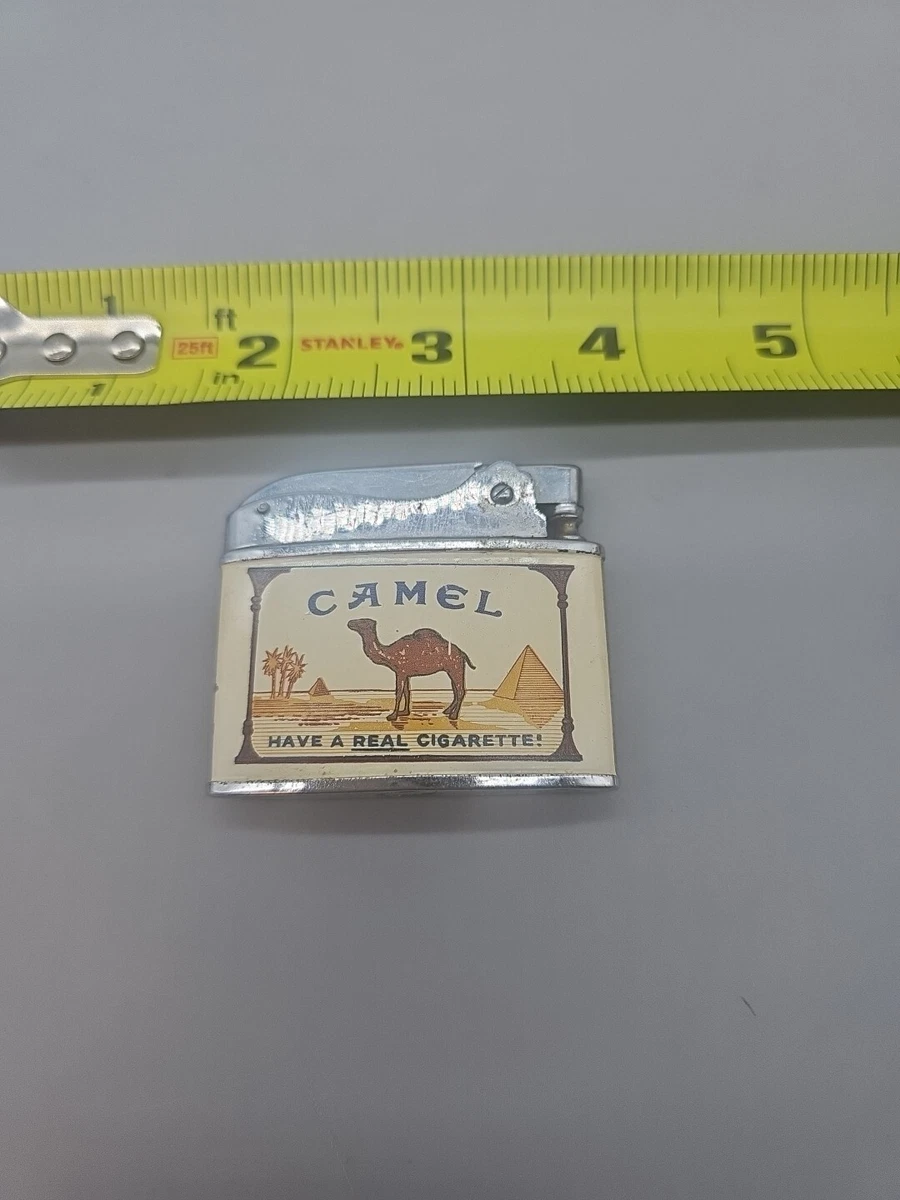 1 ft
25ft 2 STANLEY® 3 4 5
1 in
CAMEL
HAVE A REAL CIGARETTE!